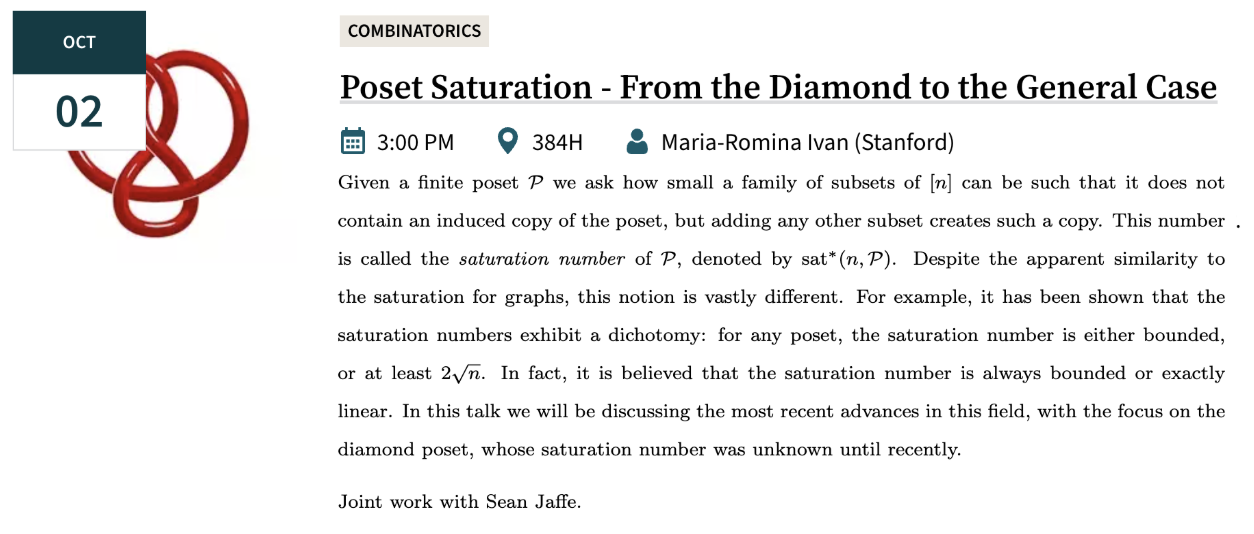 OCT
02
COMBINATORICS
Poset Saturation - From the Diamond to the General Case
3:00 PM 384H Maria-Romina Ivan (Stanford)
Given a finite poset 𝒫 we ask how small a family of subsets of [n] can be such that it does not
contain an induced copy of the poset, but adding any other subset creates such a copy. This number .
is called the saturation number of 𝒫, denoted by sat*(n, 𝒫). Despite the apparent similarity to
the saturation for graphs, this notion is vastly different. For example, it has been shown that the
saturation numbers exhibit a dichotomy: for any poset, the saturation number is either bounded,
or at least 2√n. In fact, it is believed that the saturation number is always bounded or exactly
linear. In this talk we will be discussing the most recent advances in this field, with the focus on the
diamond poset, whose saturation number was unknown until recently.
Joint work with Sean Jaffe.